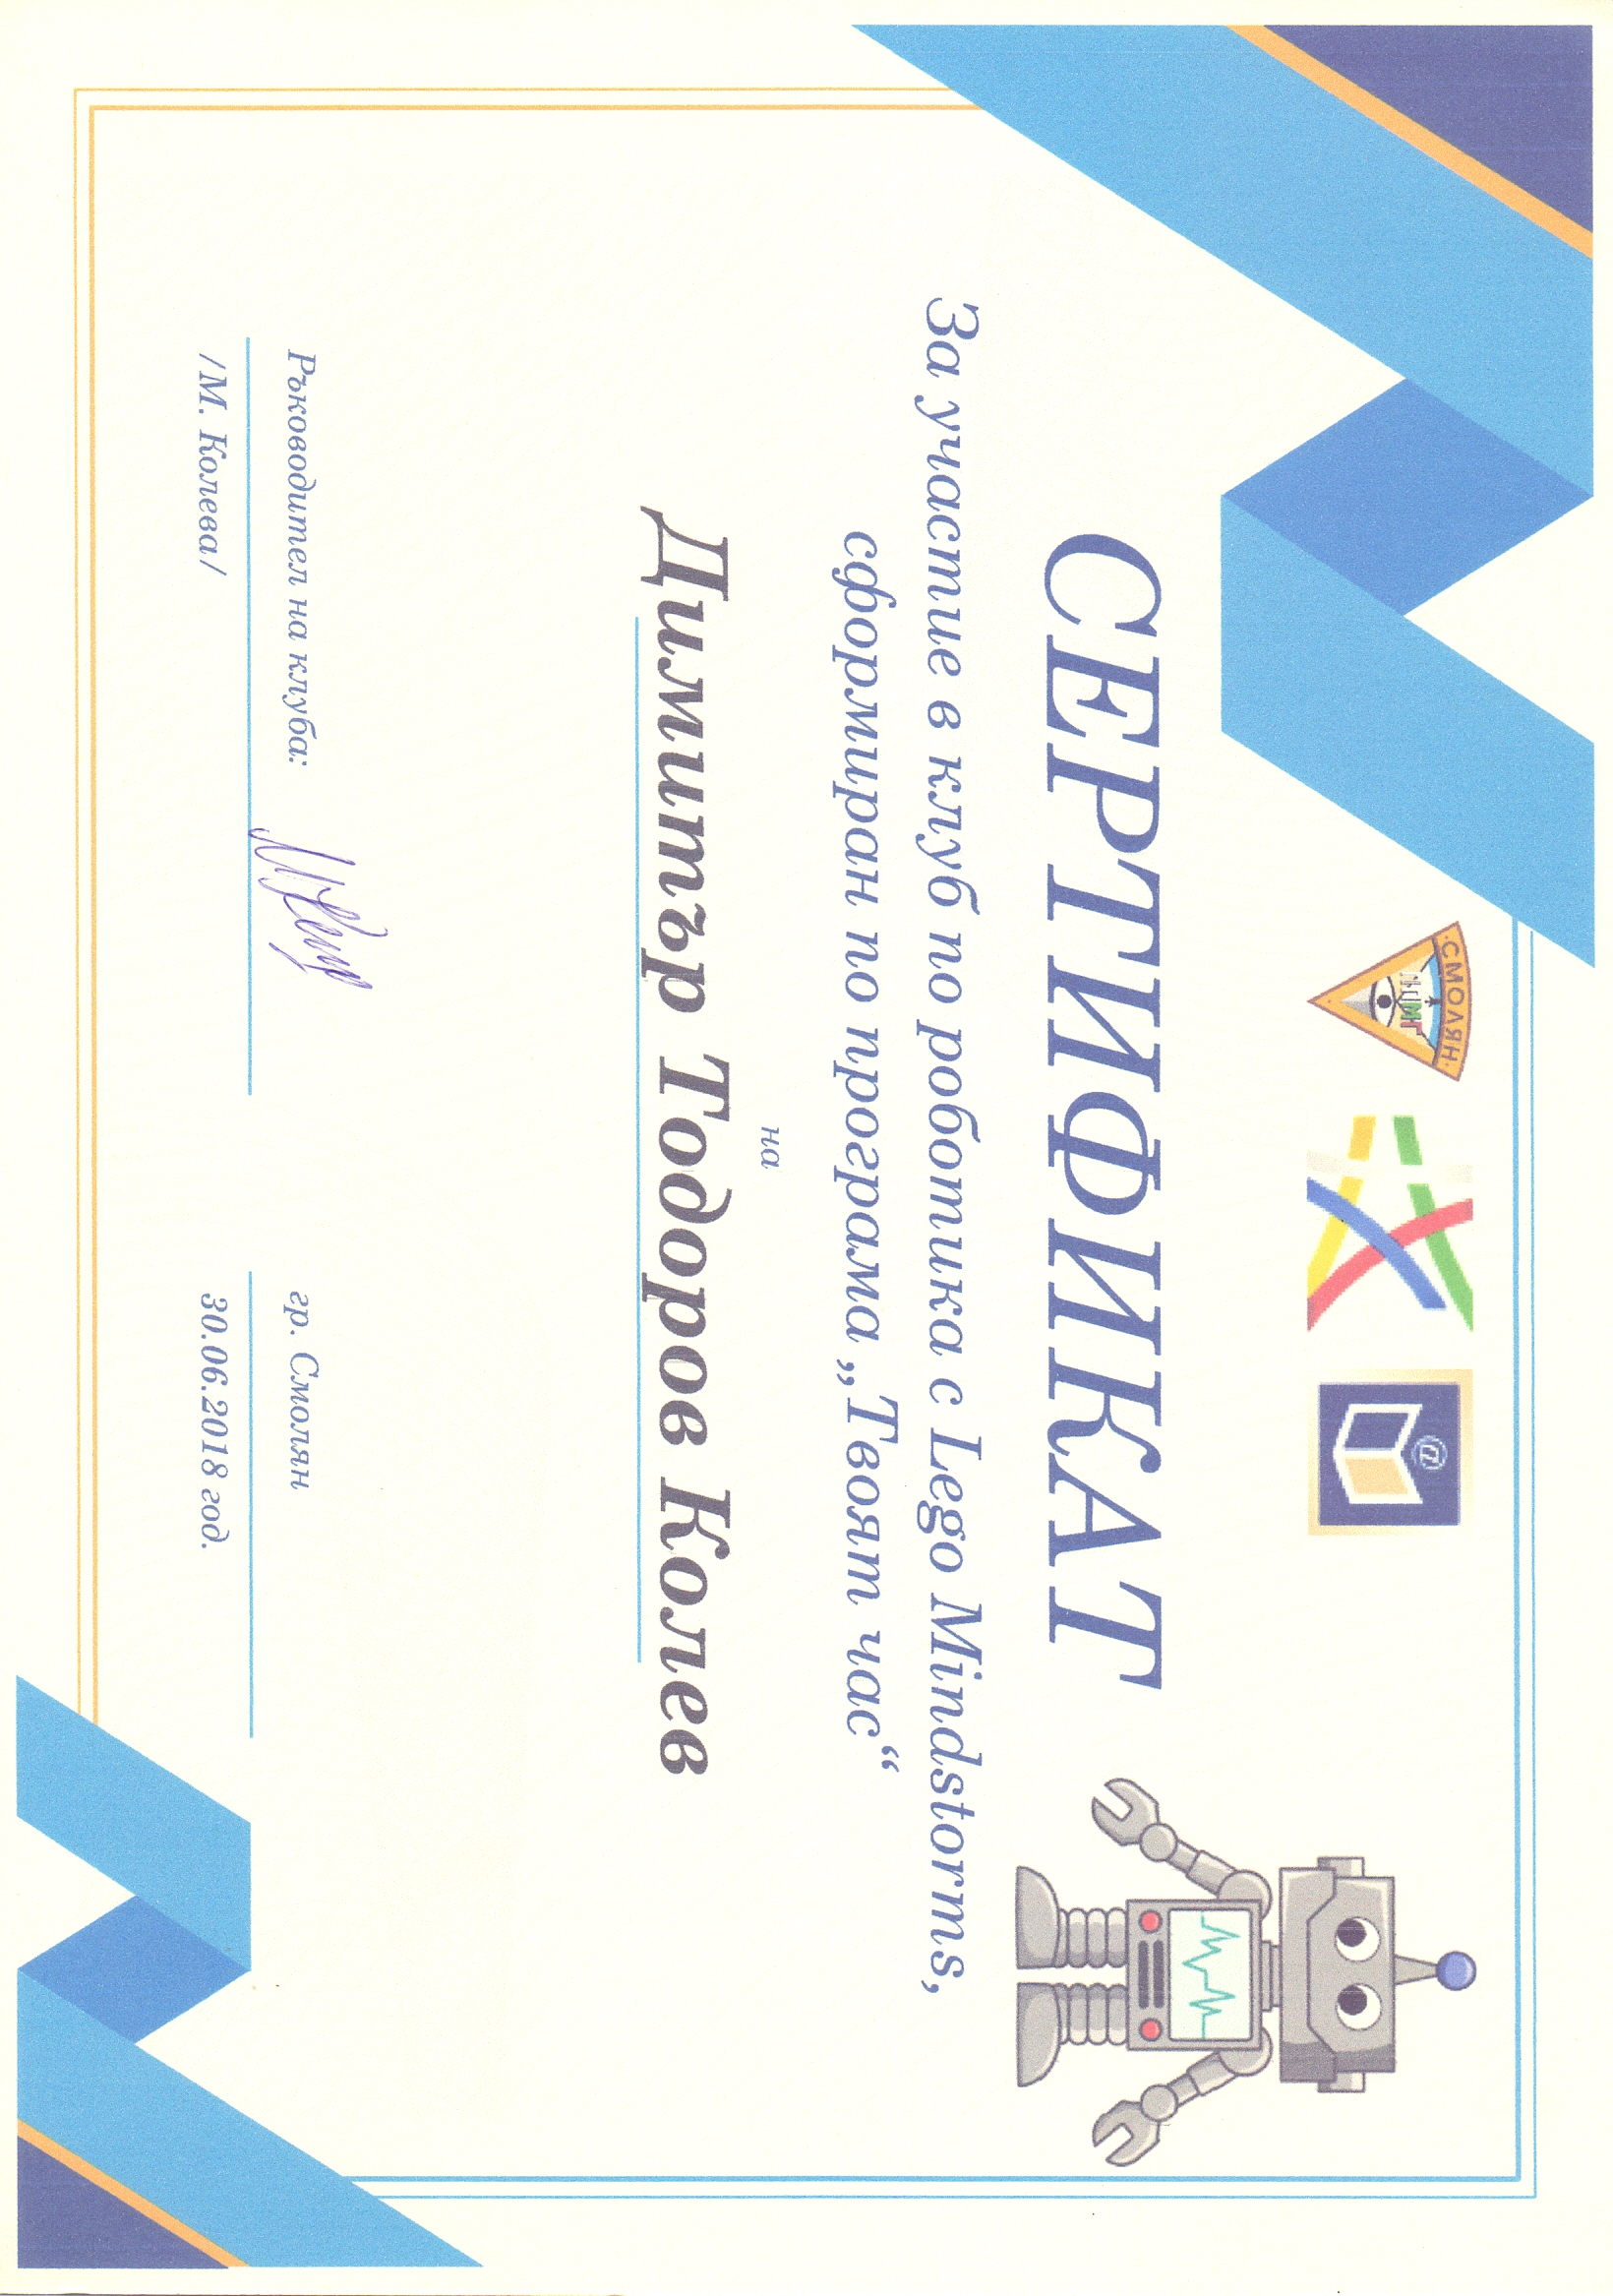 ·СМОЛЯН·
ППМГ
@
СЕРТИФИКАТ
За участие в клуб по роботика с Lego Mindstorms,
сформиран по програма „Твоят час“
на
Димитър Тодоров Колев
Ръководител на клуба:
гр. Смолян
/М. Колева/
30.06.2018 год.